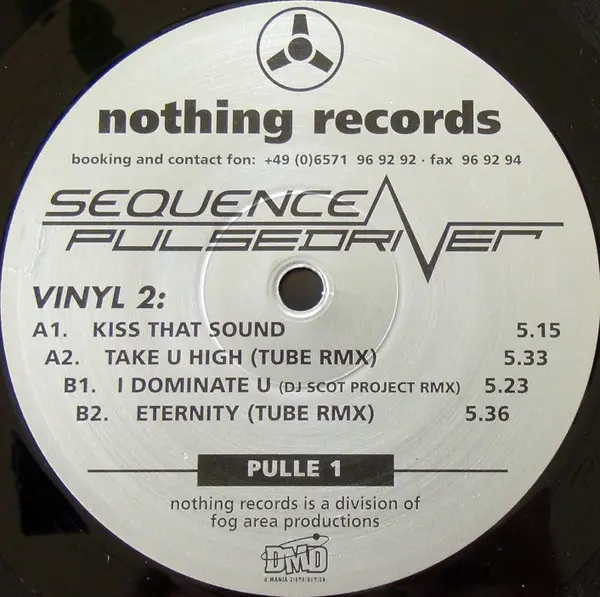 nothing records
booking and contact fon: +49 (0)6571 96 92 92 · fax 96 92 94
SEQUENCE
PULSEDRIVER
VINYL 2:
A1. KISS THAT SOUND 5.15
A2. TAKE U HIGH (TUBE RMX) 5.33
B1. I DOMINATE U (DJ SCOT PROJECT RMX) 5.23
B2. ETERNITY (TUBE RMX) 5.36
PULLE 1
nothing records is a division of
fog area productions
DMD
D MANIA DISTRIBUTION